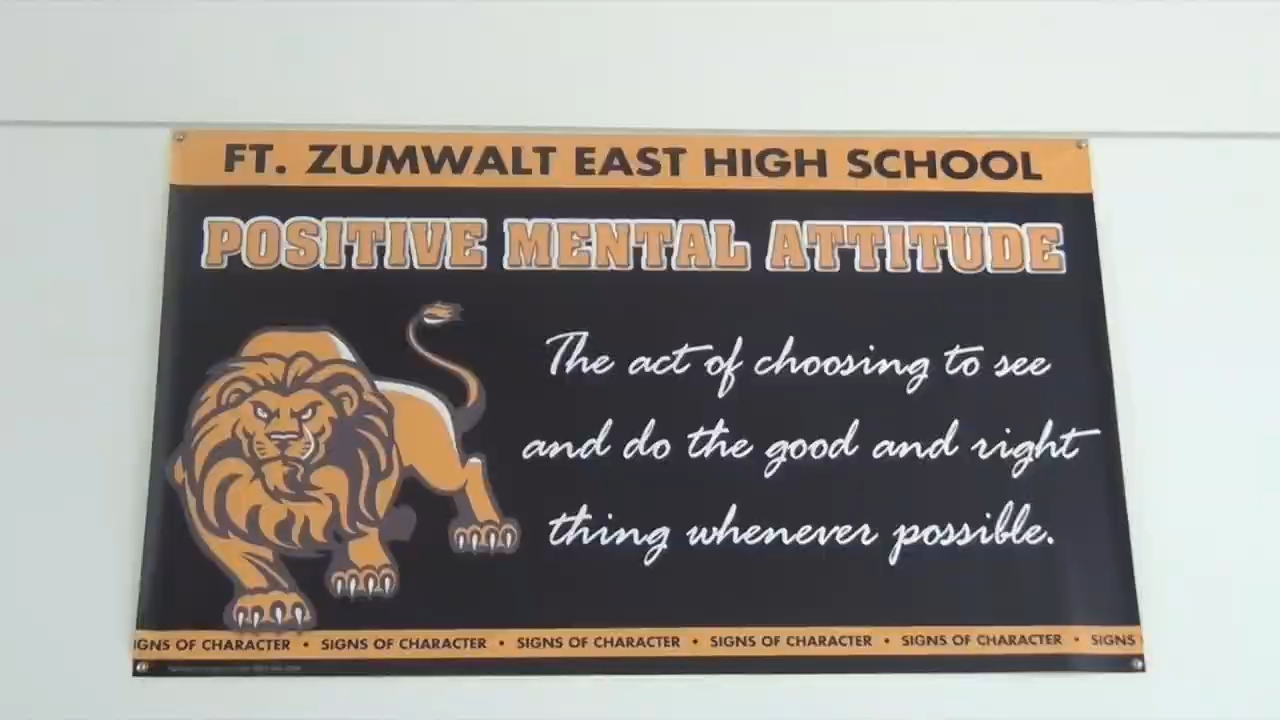 FT. ZUMWALT EAST HIGH SCHOOL
POSITIVE MENTAL ATTITUDE
The act of choosing to see
and do the good and right
thing whenever possible.
IGNS OF CHARACTER • SIGNS OF CHARACTER • SIGNS OF CHARACTER • SIGNS OF CHARACTER • SIGNS OF CHARACTER • SIGNS